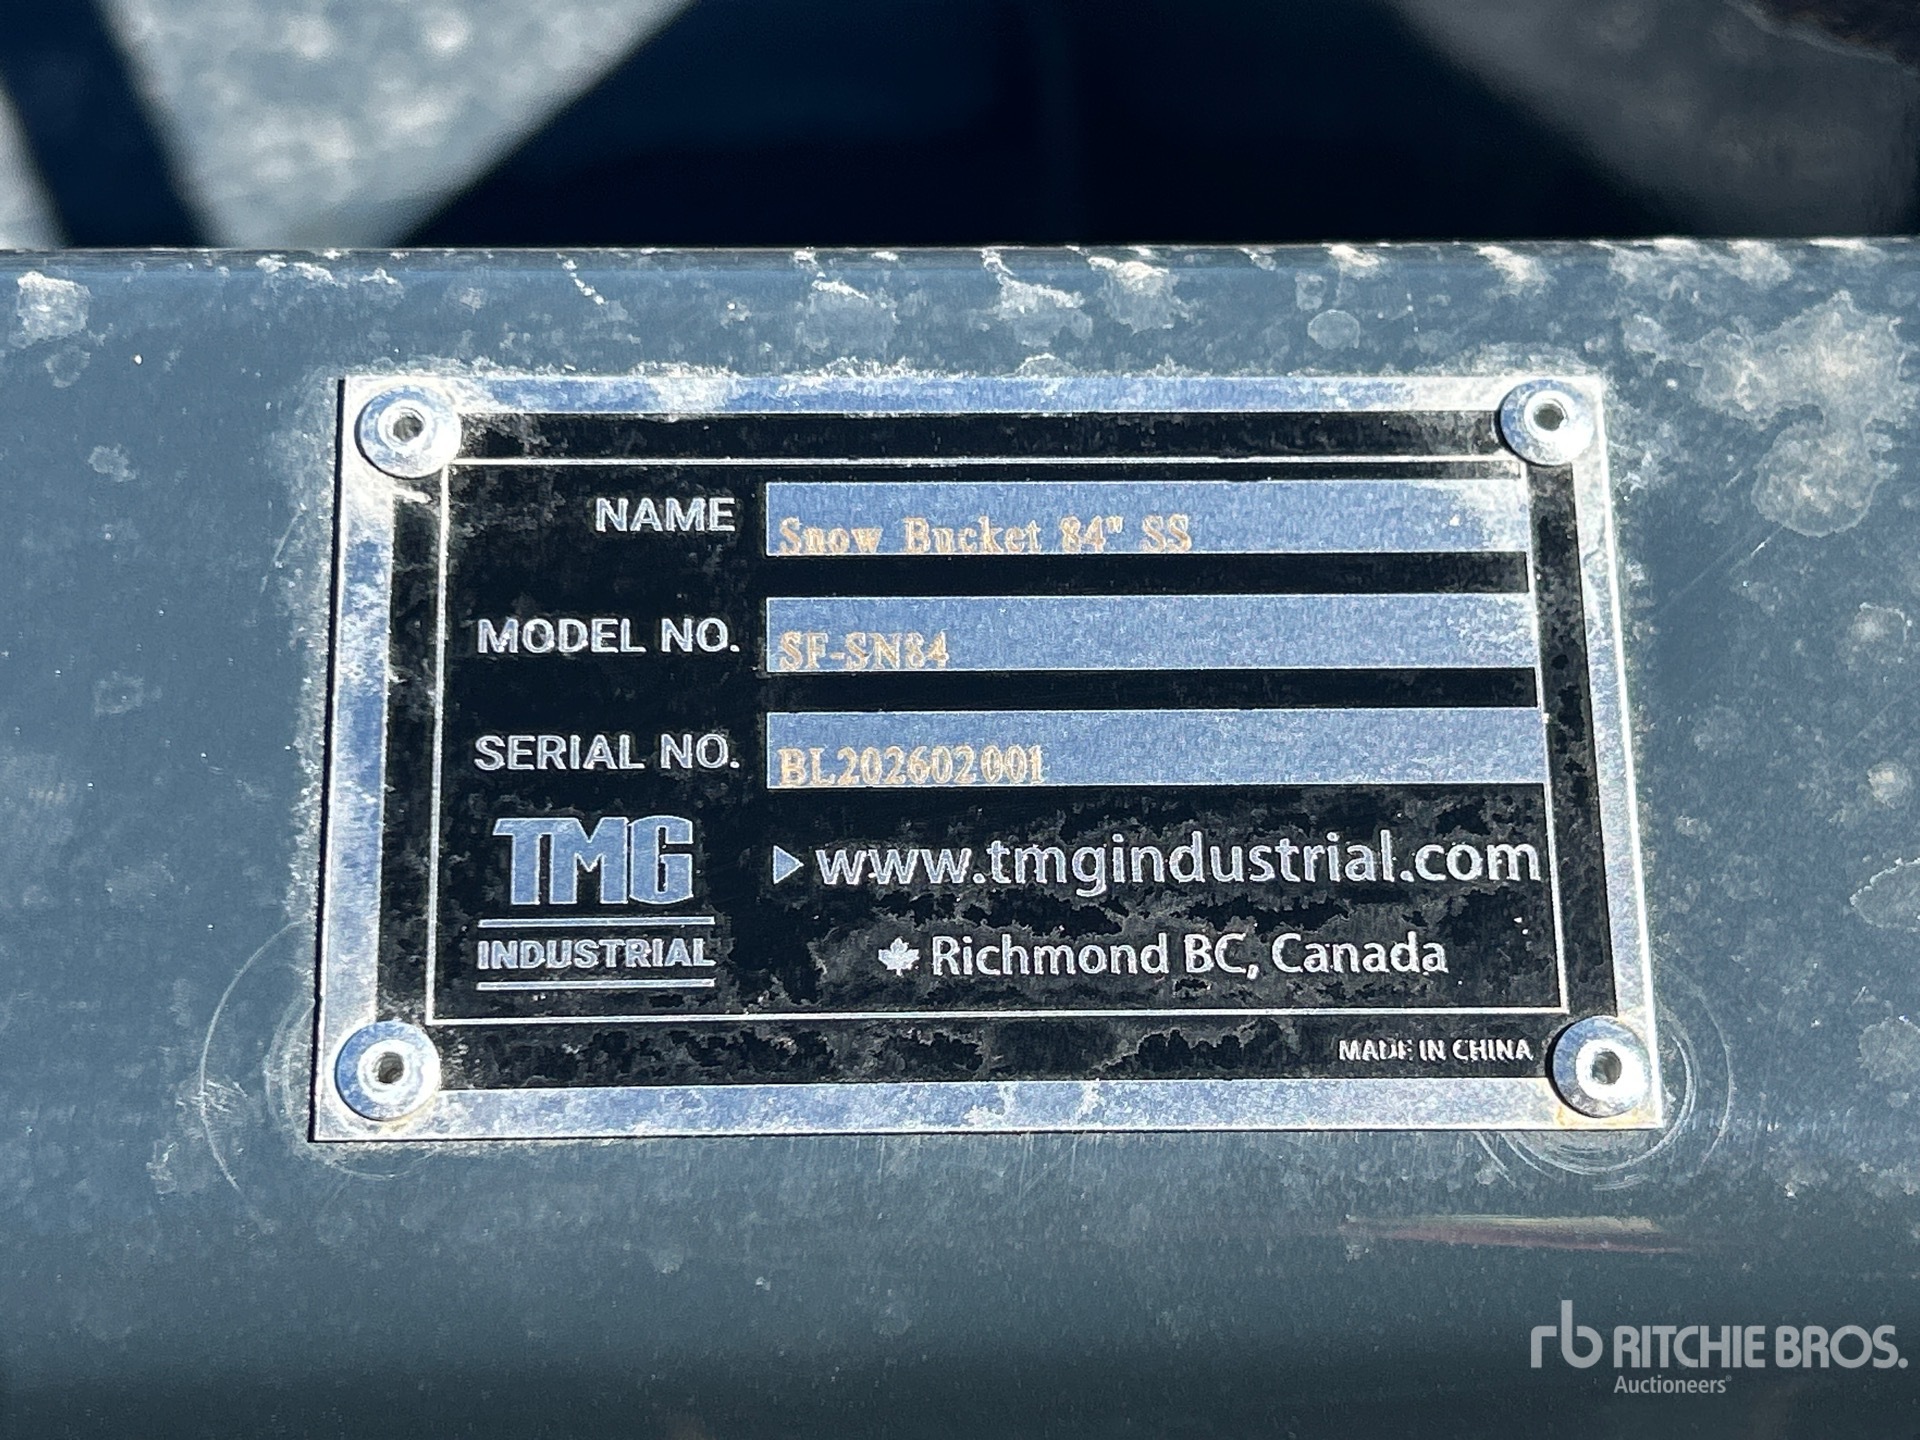 NAME Snow Bucket 84" SS
MODEL NO. SF-SN84
SERIAL NO. BL202602001
TMG
INDUSTRIAL
www.tmgindustrial.com
Richmond BC, Canada
MADE IN CHINA
rb RITCHIE BROS.
Auctioneers